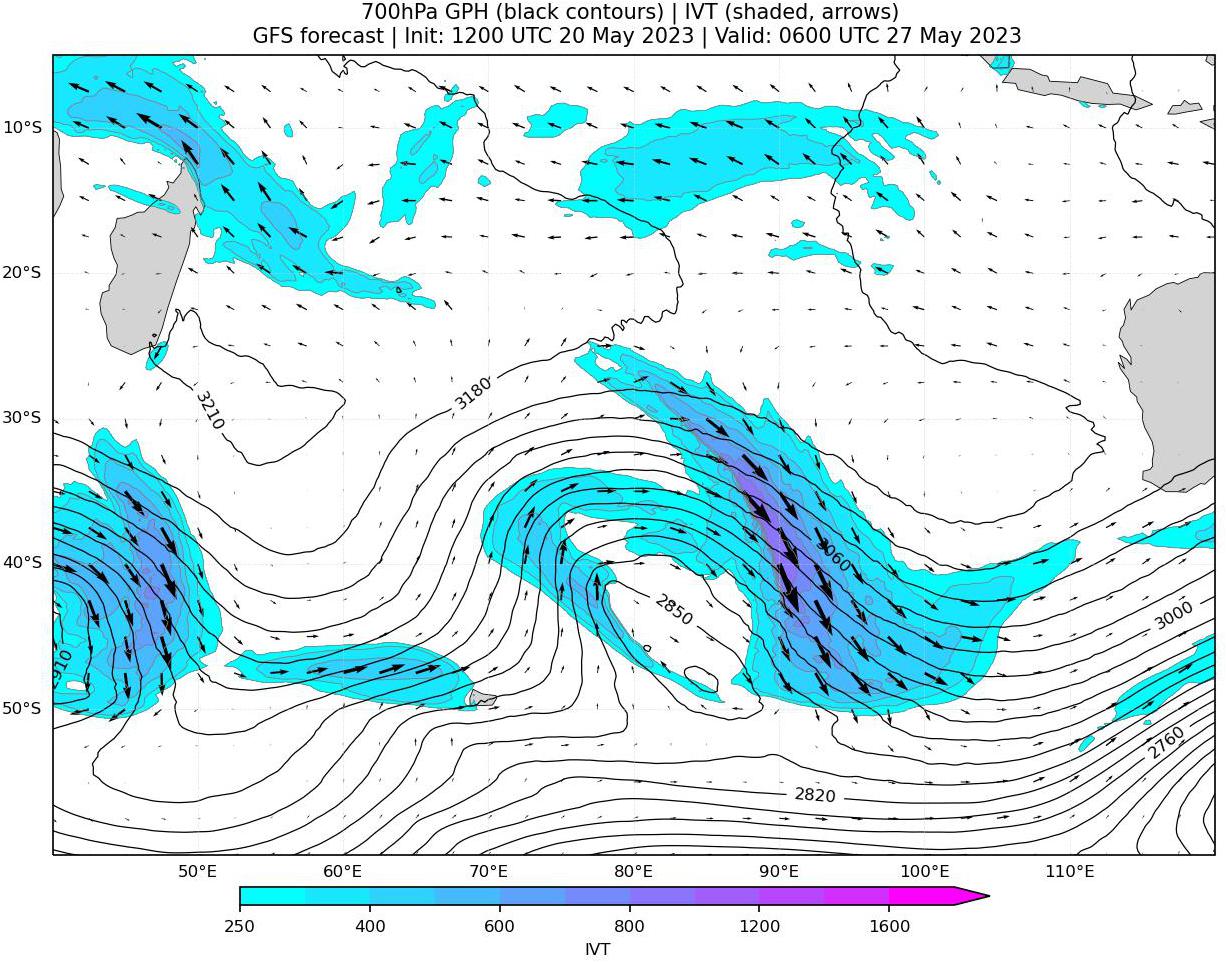 700hPa GPH (black contours) | IVT (shaded, arrows)
GFS forecast | Init: 1200 UTC 20 May 2023 | Valid: 0600 UTC 27 May 2023
10°S
20°S
3180
3210
30°S
3060
40°S
2850
3000
2910
50°S
2760
2820
50°E 60°E 70°E 80°E 90°E 100°E 110°E
250 400 600 800 1200 1600
IVT